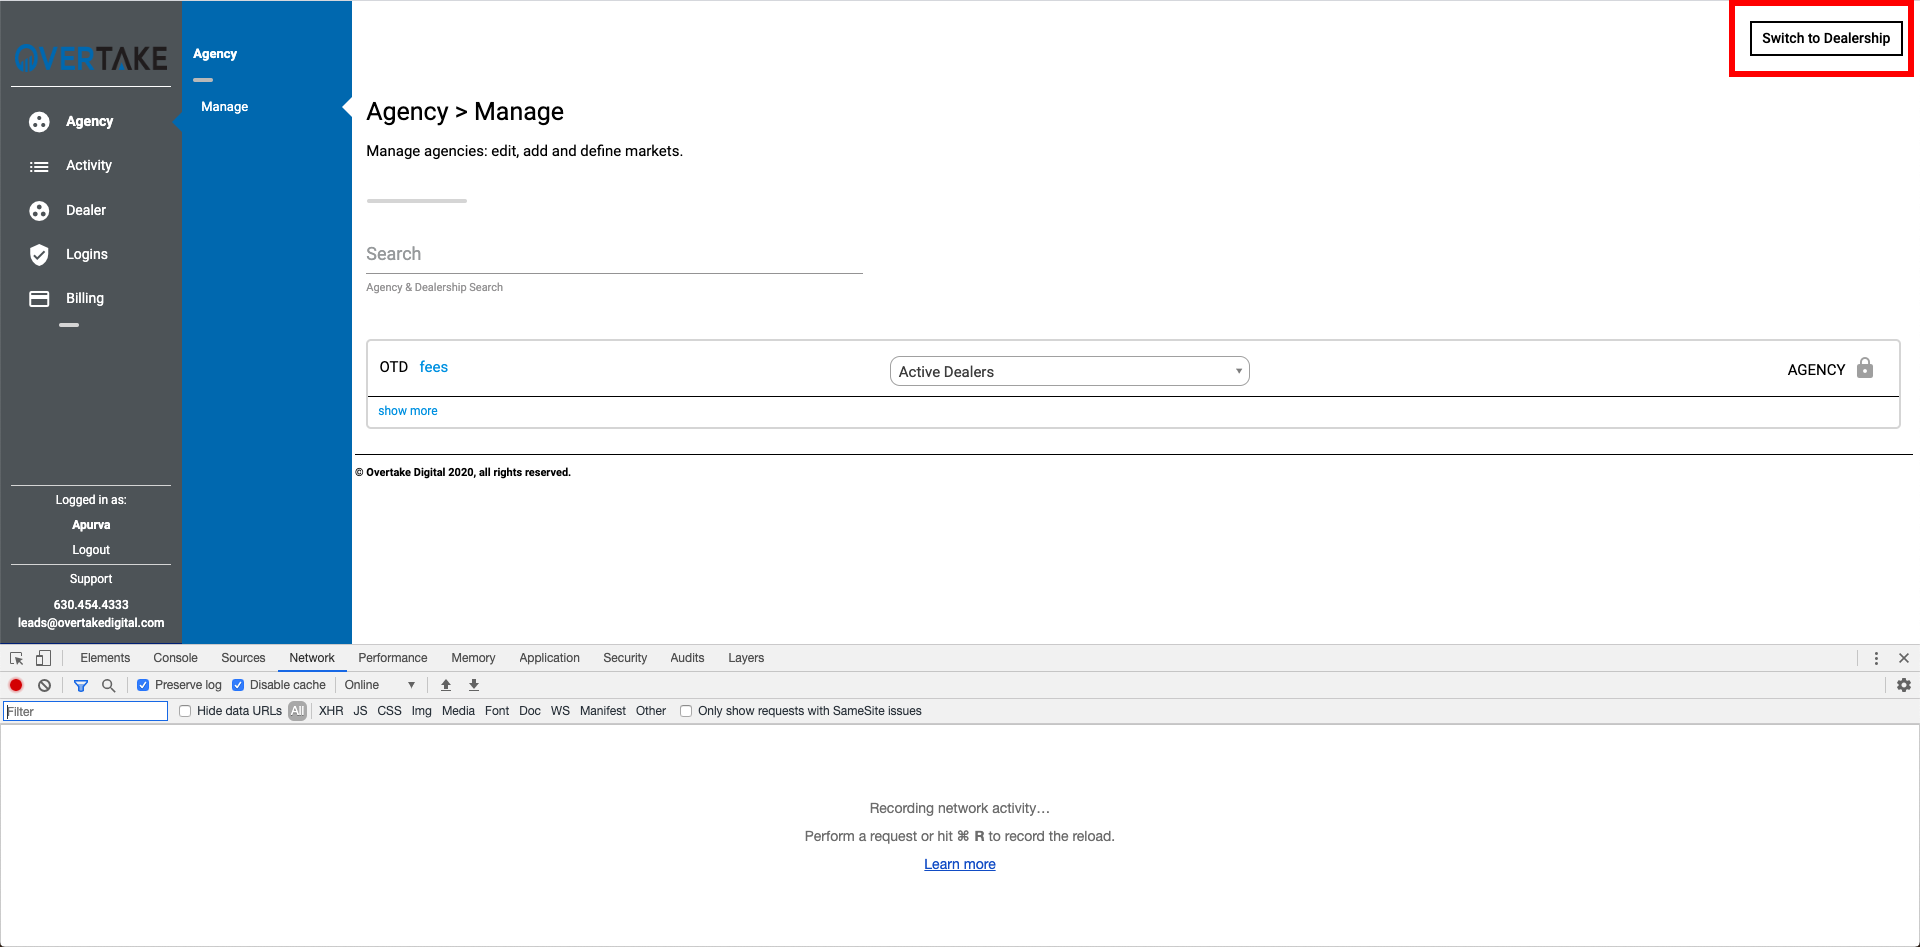 OVERTAKE
Agency
Activity
Dealer
Logins
Billing
Logged in as:
Apurva
Logout
Support
630.454.4333
leads@overtakedigital.com
Agency
Manage
Switch to Dealership
Agency > Manage
Manage agencies: edit, add and define markets.
Search
Agency & Dealership Search
OTD fees Active Dealers AGENCY
show more
© Overtake Digital 2020, all rights reserved.
Elements Console Sources Network Performance Memory Application Security Audits Layers
Preserve log Disable cache Online
Filter Hide data URLs All XHR JS CSS Img Media Font Doc WS Manifest Other Only show requests with SameSite issues
Recording network activity…
Perform a request or hit ⌘ R to record the reload.
Learn more